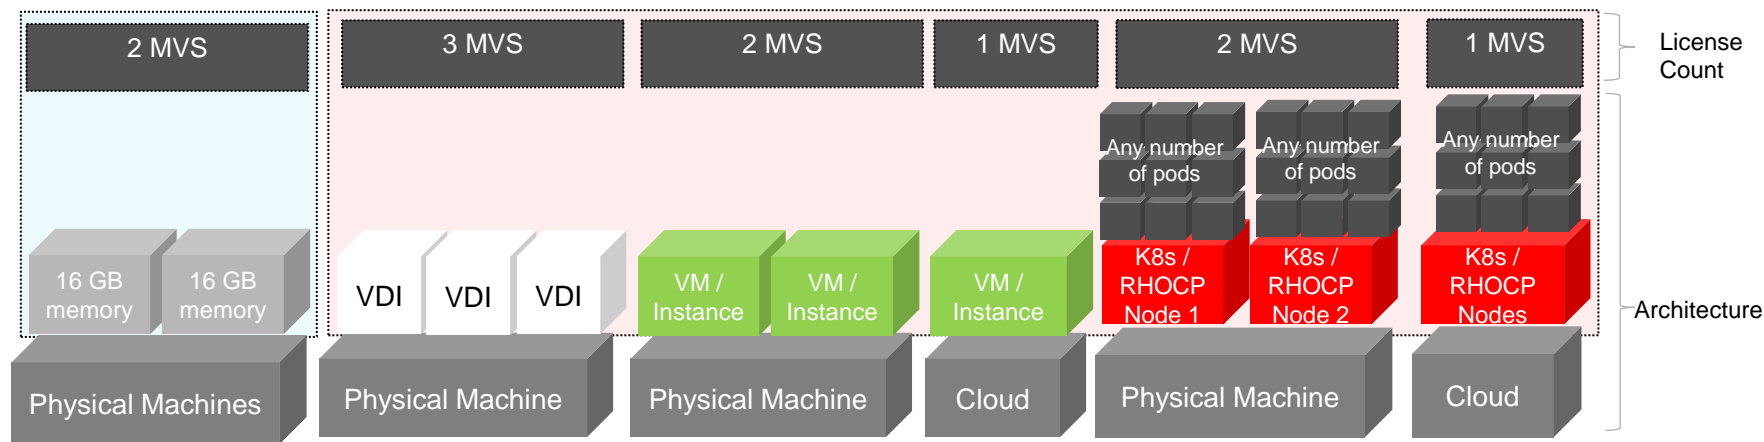 2 MVS
3 MVS
2 MVS
1 MVS
2 MVS
1 MVS
License
Count
Any number
of pods
Any number
of pods
Any number
of pods
16 GB
memory
16 GB
memory
VDI
VDI
VDI
VM /
Instance
VM /
Instance
VM /
Instance
K8s /
RHOCP
Node 1
K8s /
RHOCP
Node 2
K8s /
RHOCP
Nodes
Architecture
Physical Machines
Physical Machine
Physical Machine
Cloud
Physical Machine
Cloud